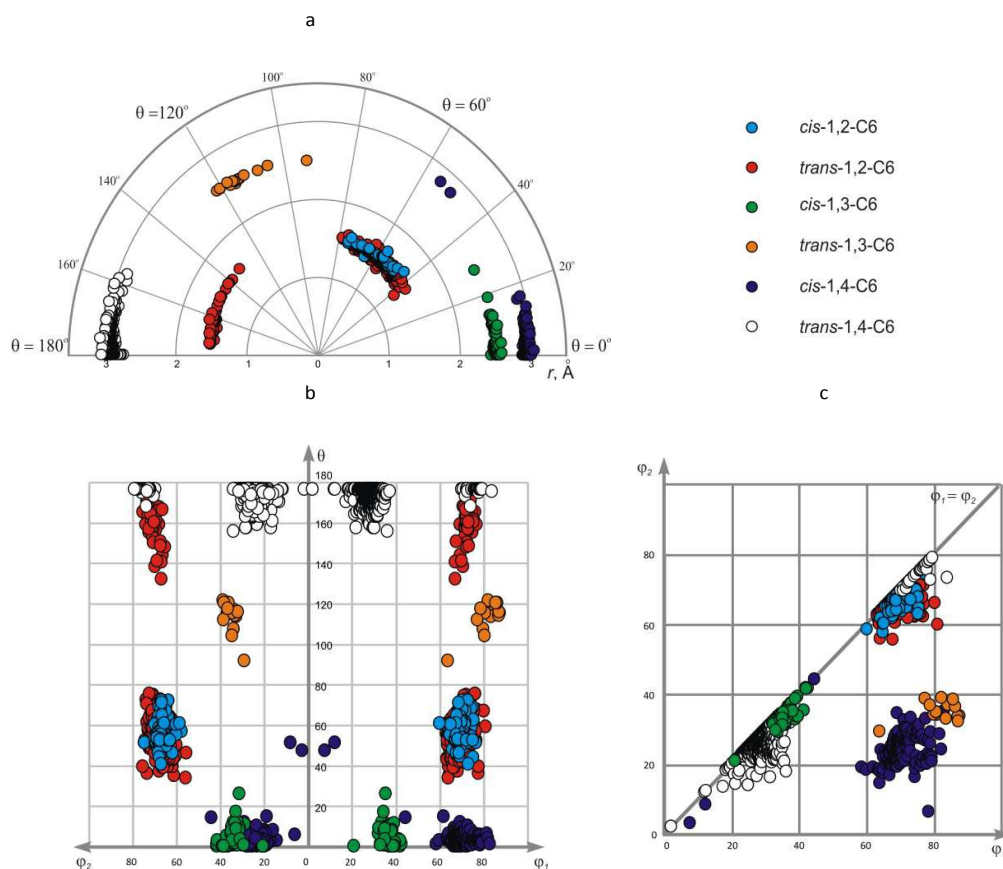 a
100° 80°
θ =120° θ =60°
140° 40°
160° 20°
θ =180° θ=0°
3 2 1 0 1 2 3
r, Å
cis-1,2-C6
trans-1,2-C6
cis-1,3-C6
trans-1,3-C6
cis-1,4-C6
trans-1,4-C6
b
θ
180
160
140
120
100
80
60
40
20
φ₂ 80 60 40 20 0 20 40 60 80 φ₁
c
φ₂
φ₁ = φ₂
80
60
40
20
0
0 20 40 60 80 φ